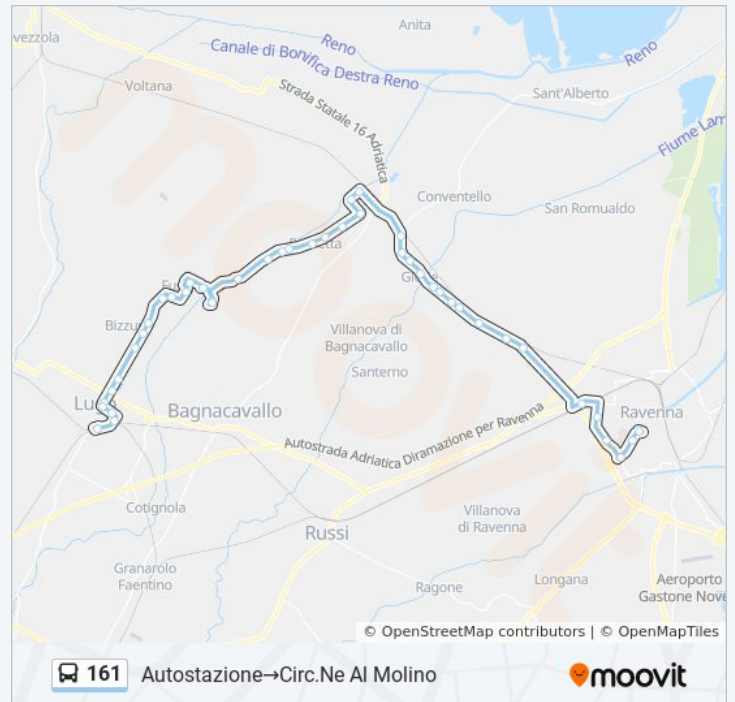 Anita
vezzola
Reno
Canale di Bonifica Destra Reno
Reno
Voltana
Strada Statale 16 Adriatica
Sant'Alberto
Fiume Lam
Conventello
San Romualdo
Bizzu
Villanova di
Bagnacavallo
Santerno
Bagnacavallo
Ravenna
Autostrada Adriatica Diramazione per Ravenna
Cotignola
Russi
Villanova
di Ravenna
Granarolo
Faentino
Ragone
Longana
Aeroporto
Gastone Nove
© OpenStreetMap contributors | © OpenMapTiles
161 Autostazione→Circ.Ne Al Molino
moovit